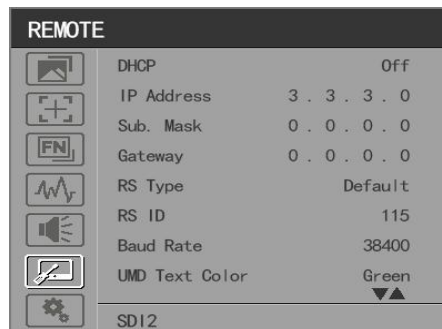 REMOTE
DHCP Off
IP Address 3 . 3 . 3 . 0
Sub. Mask 0 . 0 . 0 . 0
FN
Gateway 0 . 0 . 0 . 0
RS Type Default
RS ID 115
Baud Rate 38400
UMD Text Color Green
SDI2